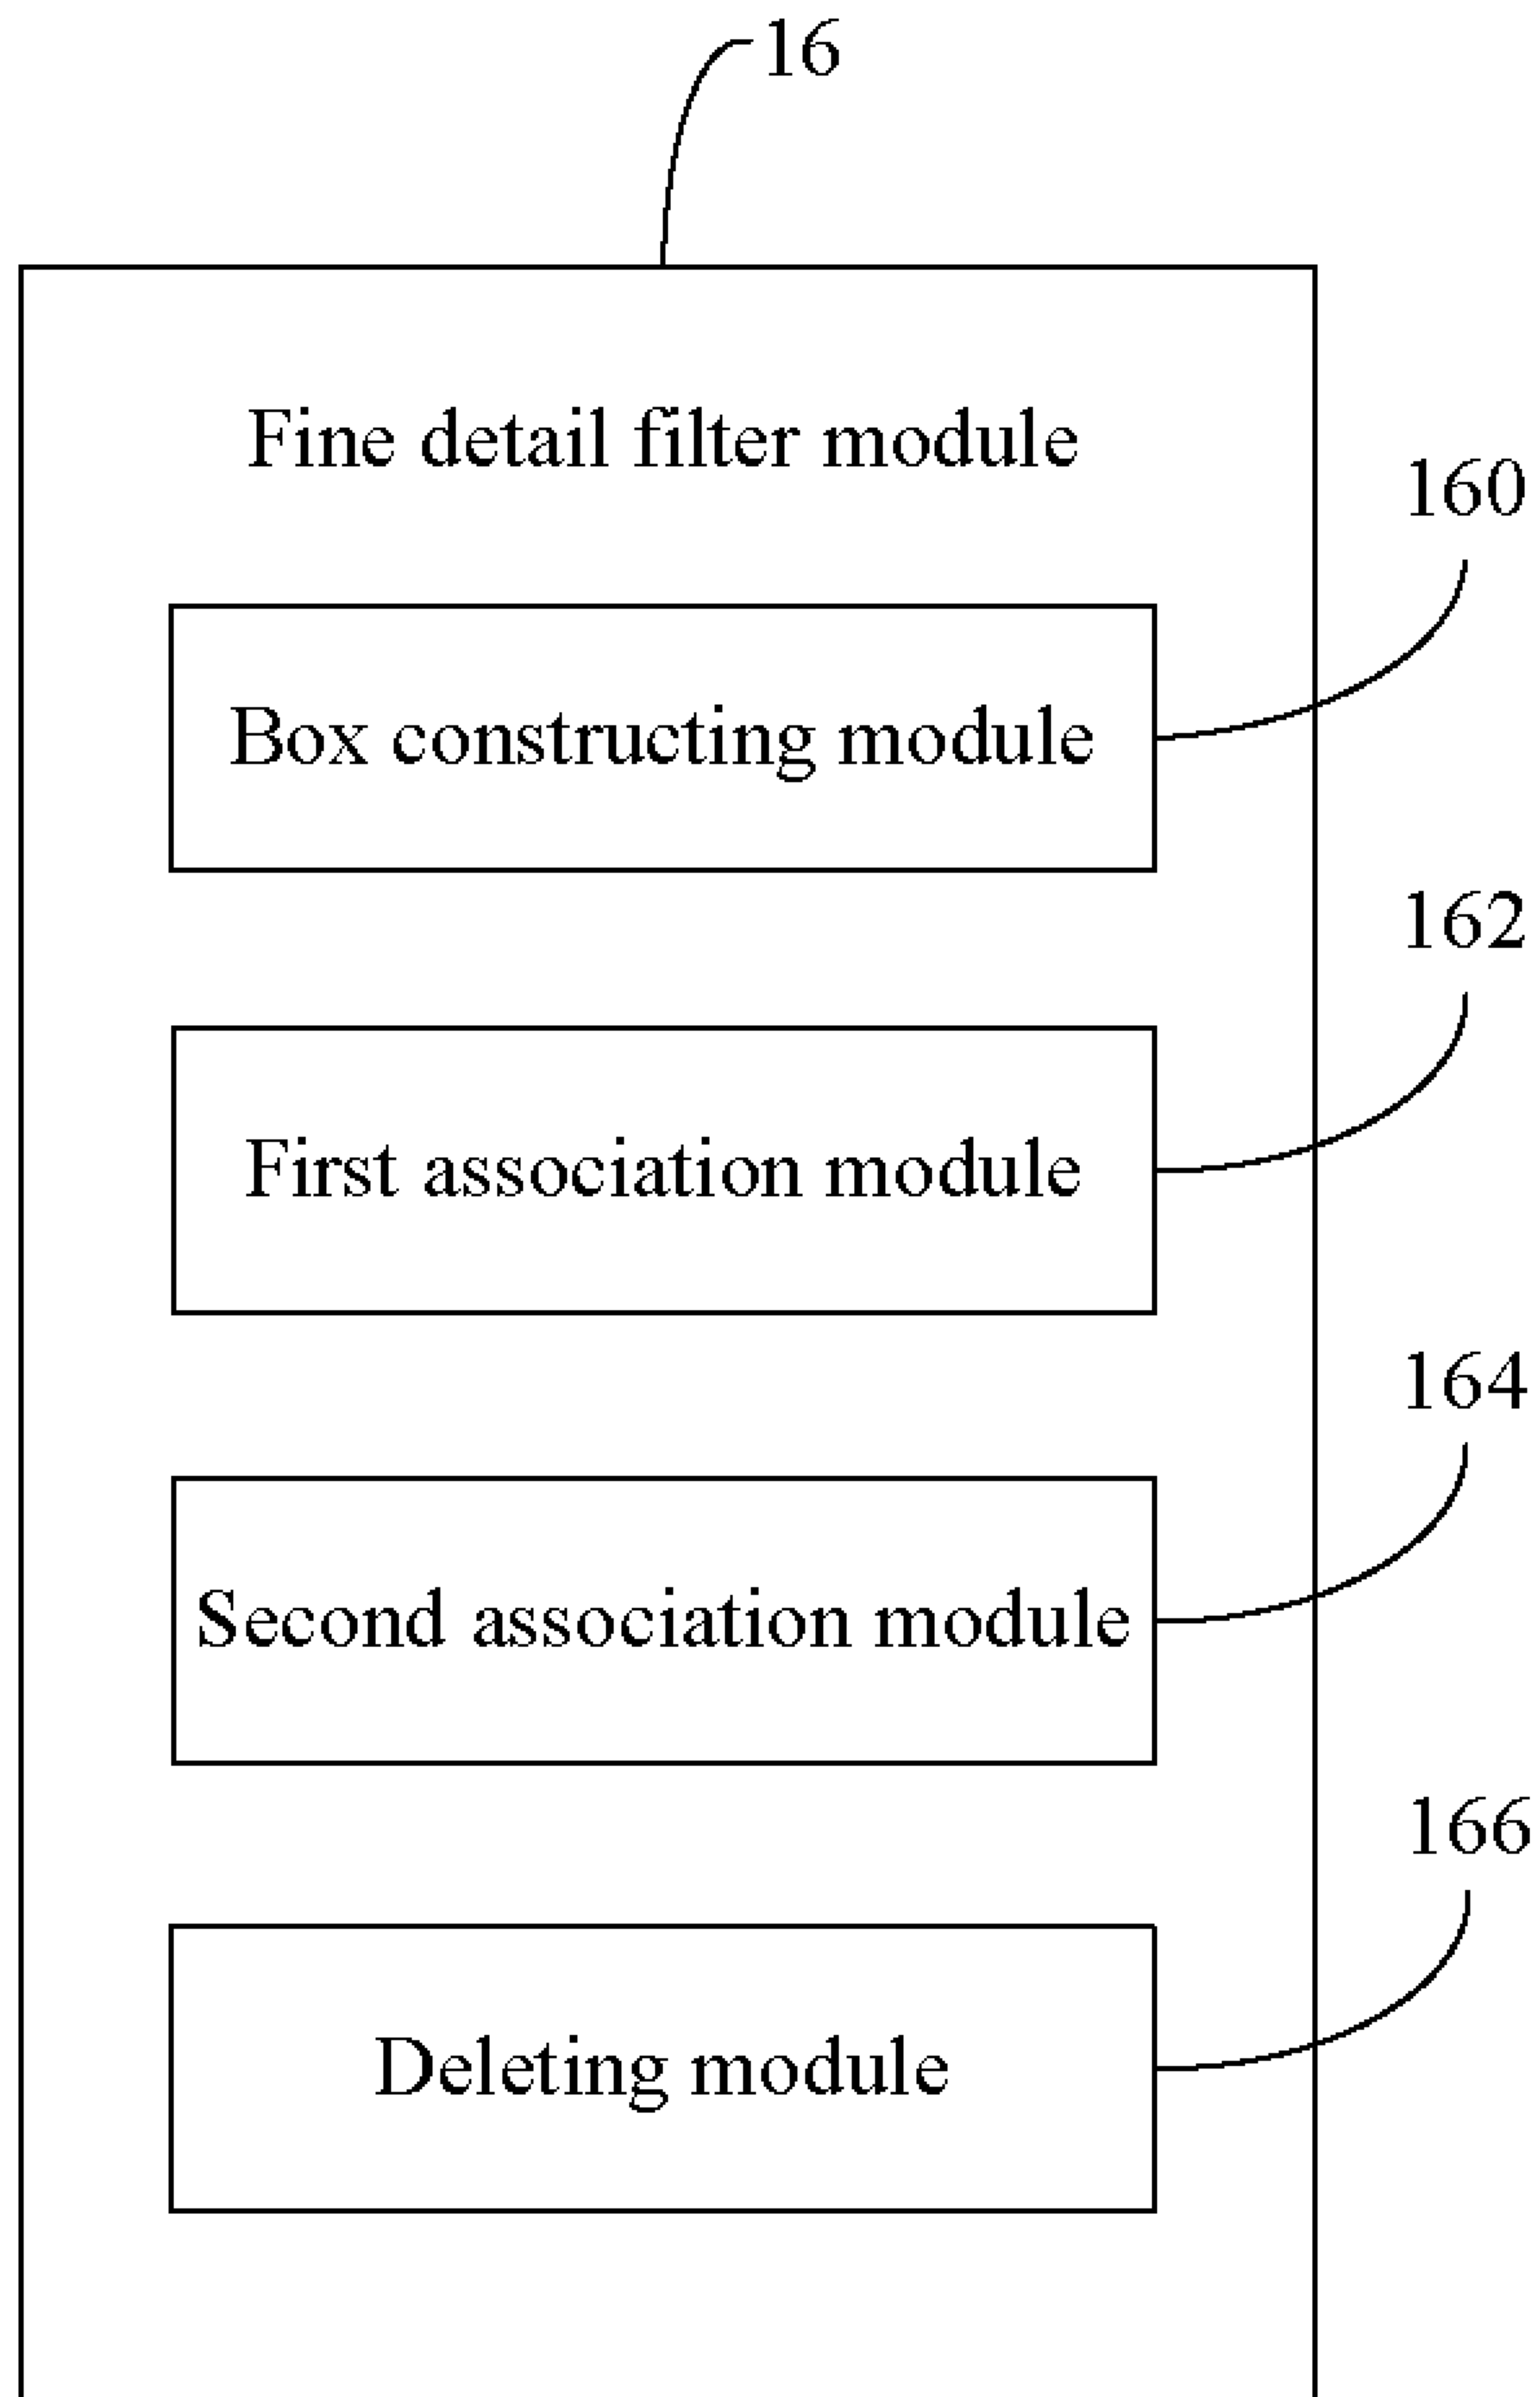 16
Fine detail filter module
160
Box constructing module
162
First association module
164
Second association module
166
Deleting module